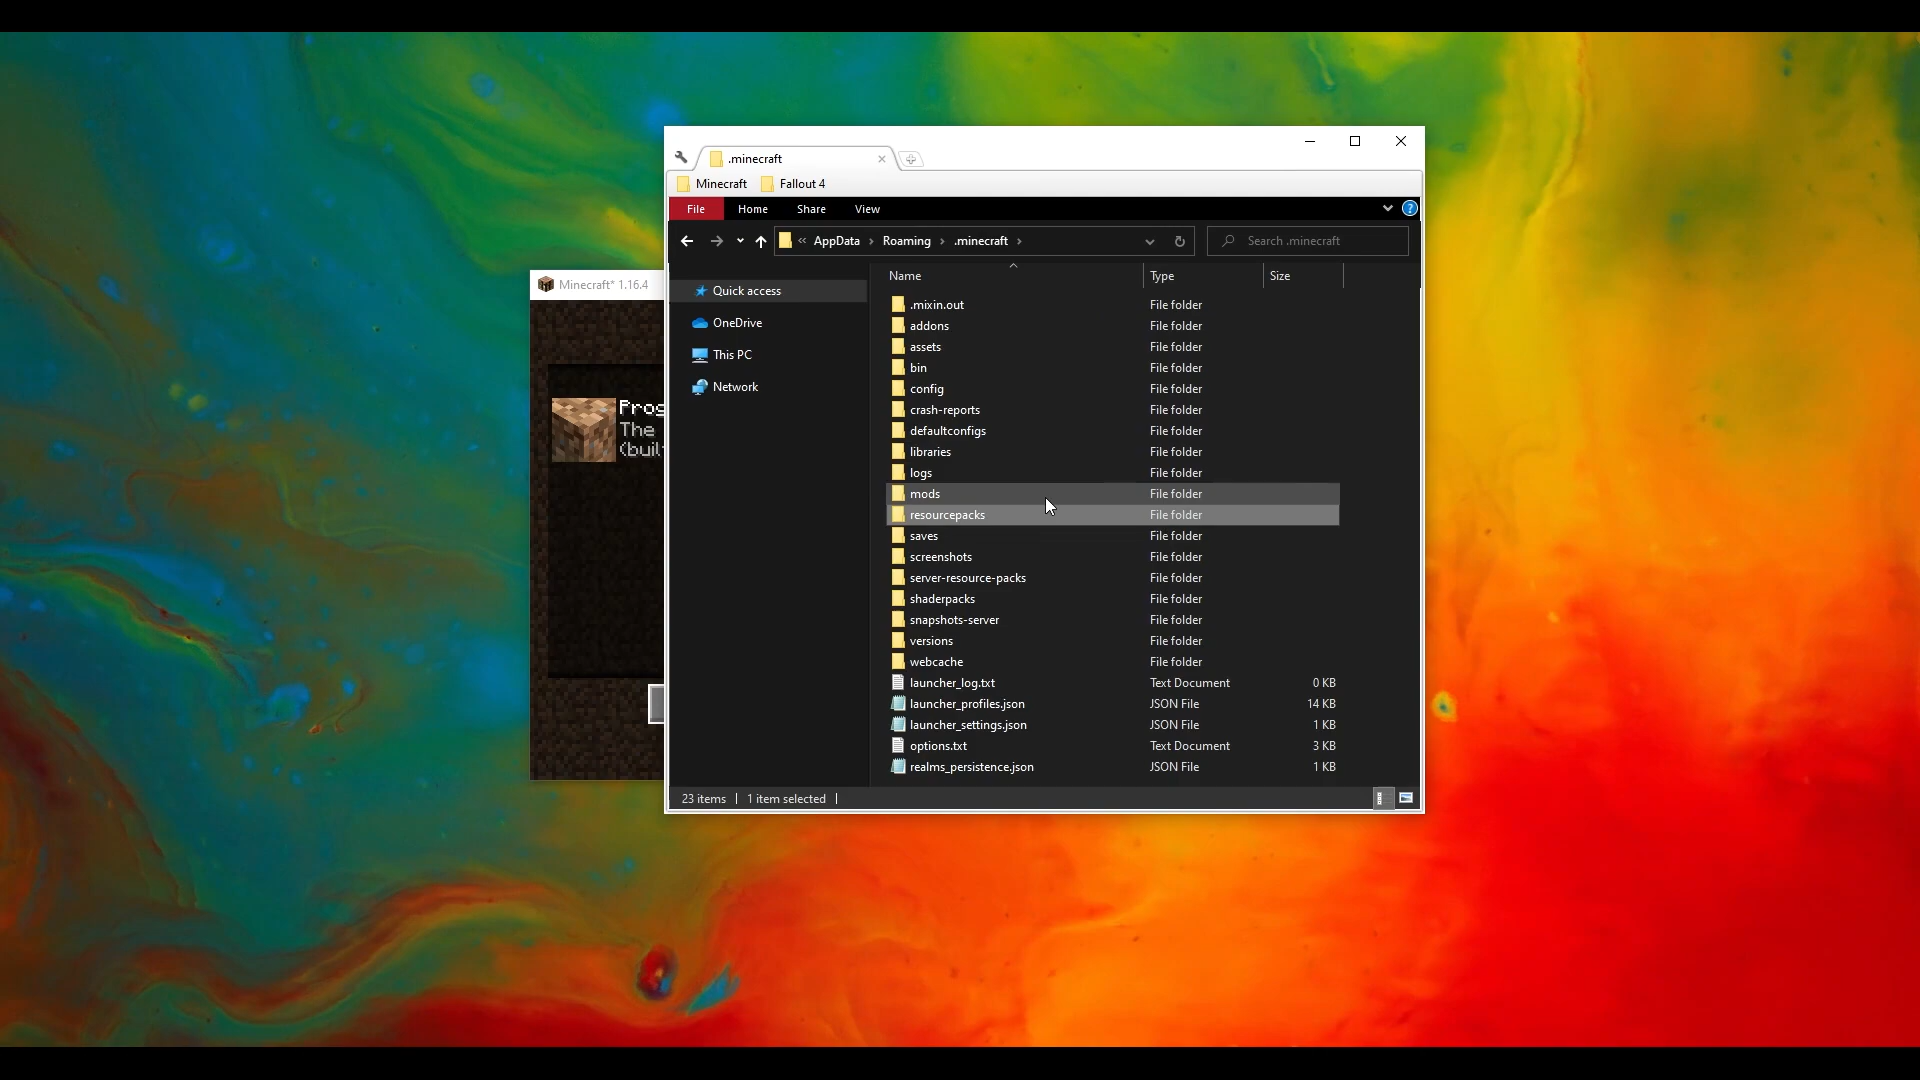 .minecraft
Minecraft Fallout 4
File Home Share View
« AppData › Roaming › .minecraft › Search .minecraft
Name Type Size
Quick access
OneDrive
This PC
Network
.mixin.out File folder
addons File folder
assets File folder
bin File folder
config File folder
crash-reports File folder
defaultconfigs File folder
libraries File folder
logs File folder
mods File folder
resourcepacks File folder
saves File folder
screenshots File folder
server-resource-packs File folder
shaderpacks File folder
snapshots-server File folder
versions File folder
webcache File folder
launcher_log.txt Text Document 0 KB
launcher_profiles.json JSON File 14 KB
launcher_settings.json JSON File 1 KB
options.txt Text Document 3 KB
realms_persistence.json JSON File 1 KB
23 items 1 item selected
Minecraft* 1.16.4
Prog
The
(buil